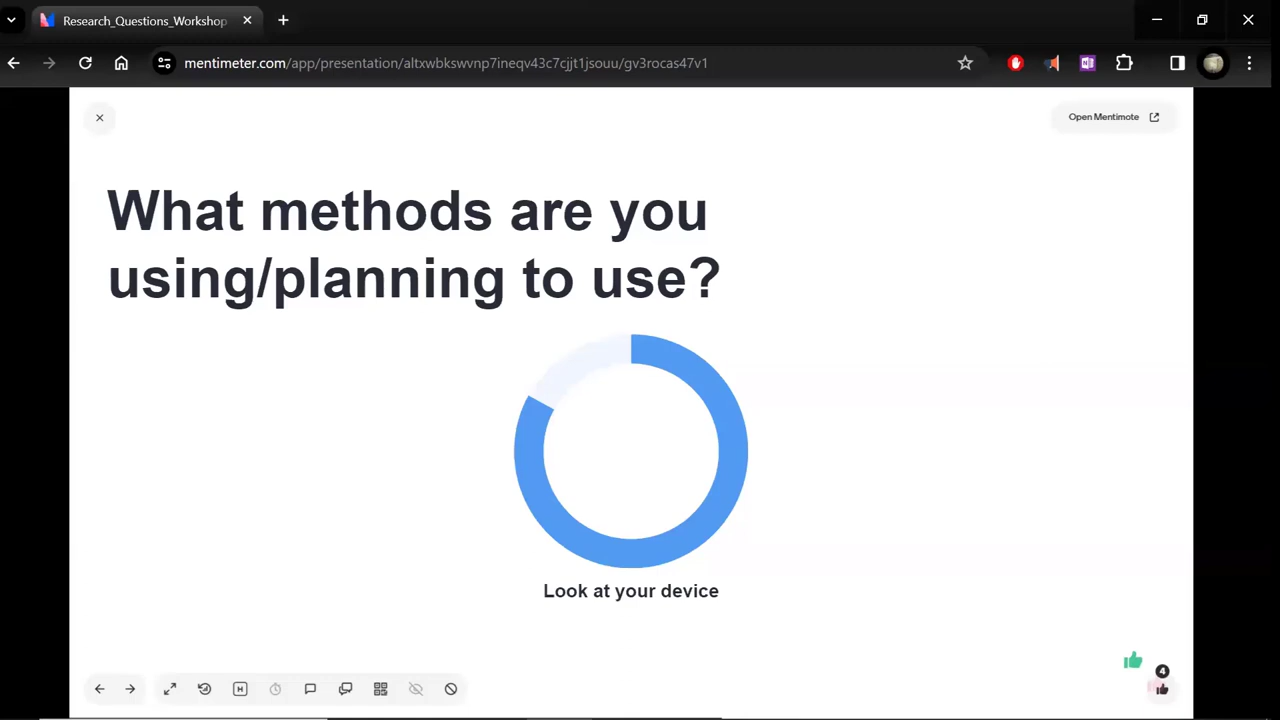 Research_Questions_Workshop
mentimeter.com/app/presentation/altxwbkswvnp7ineqv43c7cjjt1jsouu/gv3rocas47v1
Open Mentimote
What methods are you
using/planning to use?
Look at your device
4
H